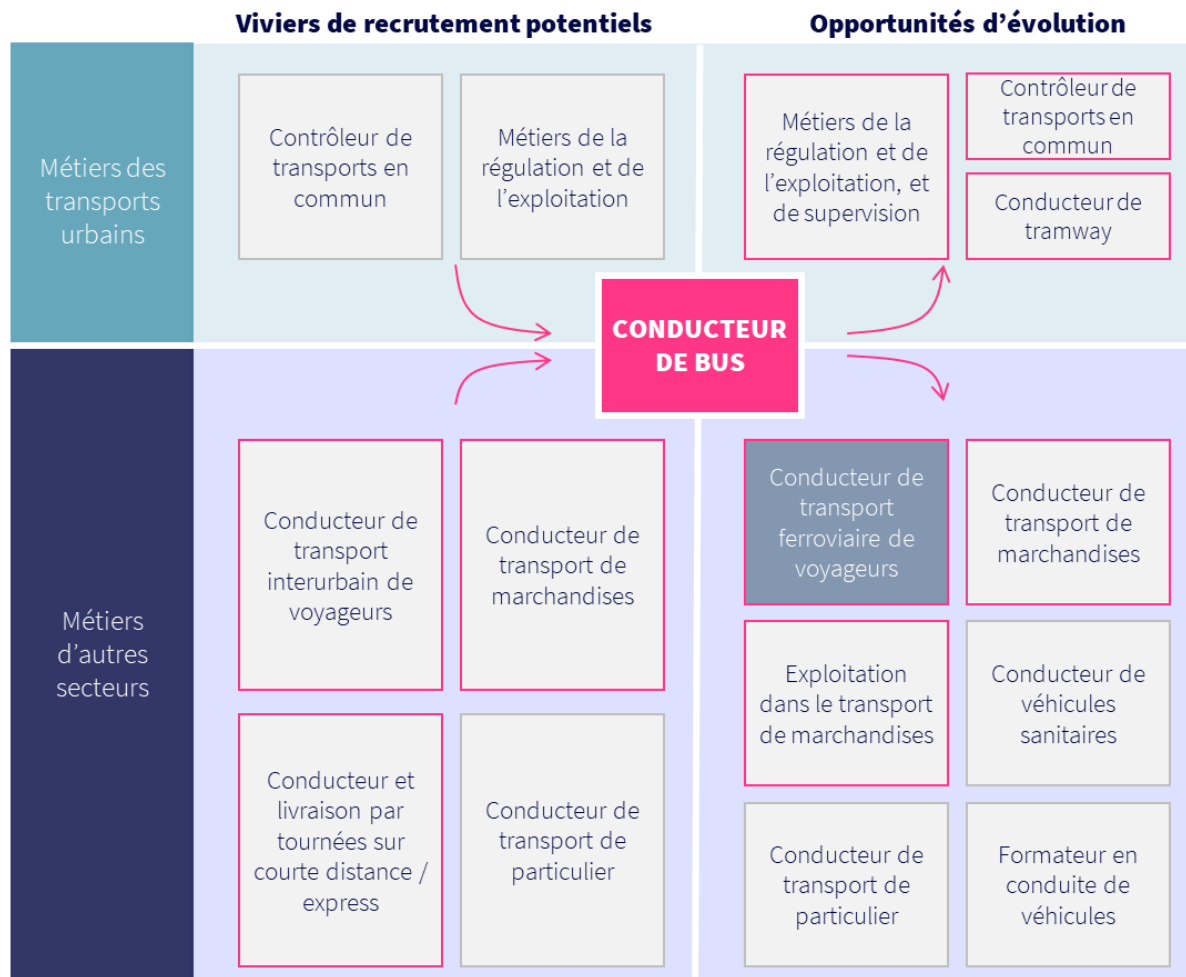 Viviers de recrutement potentiels
Opportunités d’évolution
Métiers des
transports
urbains
Contrôleur de
transports en
commun
Métiers de la
régulation et de
l’exploitation
Métiers de la
régulation et de
l’exploitation, et
de supervision
Contrôleur de
transports en
commun
Conducteur de
tramway
CONDUCTEUR
DE BUS
Métiers
d’autres
secteurs
Conducteur de
transport
interurbain de
voyageurs
Conducteur de
transport de
marchandises
Conducteur et
livraison par
tournées sur
courte distance /
express
Conducteur de
transport de
particulier
Conducteur de
transport
ferroviaire de
voyageurs
Conducteur de
transport de
marchandises
Exploitation
dans le transport
de marchandises
Conducteur de
véhicules
sanitaires
Conducteur de
transport de
particulier
Formateur en
conduite de
véhicules